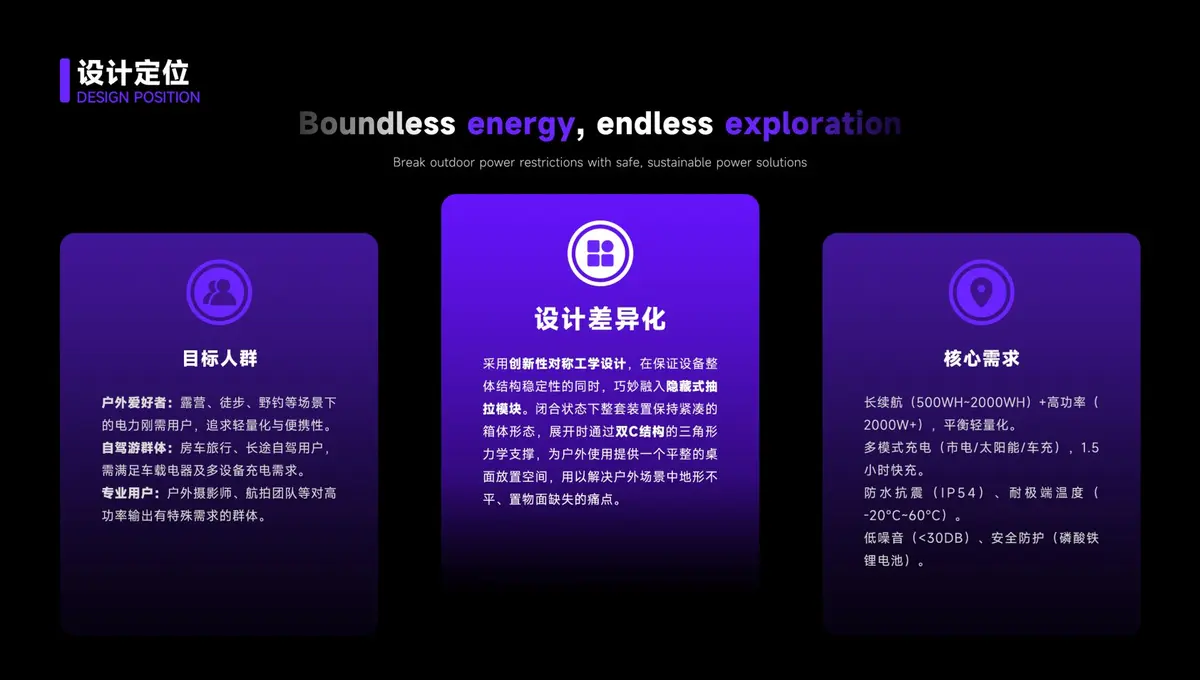 设计定位
DESIGN POSITION
Boundless energy, endless exploration
Break outdoor power restrictions with safe, sustainable power solutions
目标人群
户外爱好者：露营、徒步、野钓等场景下
的电力刚需用户，追求轻量化与便携性。
自驾游群体：房车旅行、长途自驾用户，
需满足车载电器及多设备充电需求。
专业用户：户外摄影师、航拍团队等对高
功率输出有特殊需求的群体。
设计差异化
采用创新性对称工学设计，在保证设备整
体结构稳定性的同时，巧妙融入隐藏式抽
拉模块。闭合状态下整套装置保持紧凑的
箱体形态，展开时通过双C结构的三角形
力学支撑，为户外使用提供一个平整的桌
面放置空间，用以解决户外场景中地形不
平、置物面缺失的痛点。
核心需求
长续航（500WH~2000WH）+高功率（
2000W+），平衡轻量化。
多模式充电（市电/太阳能/车充），1.5
小时快充。
防水抗震（IP54）、耐极端温度（
-20°C~60°C）。
低噪音（<30DB）、安全防护（磷酸铁
锂电池）。